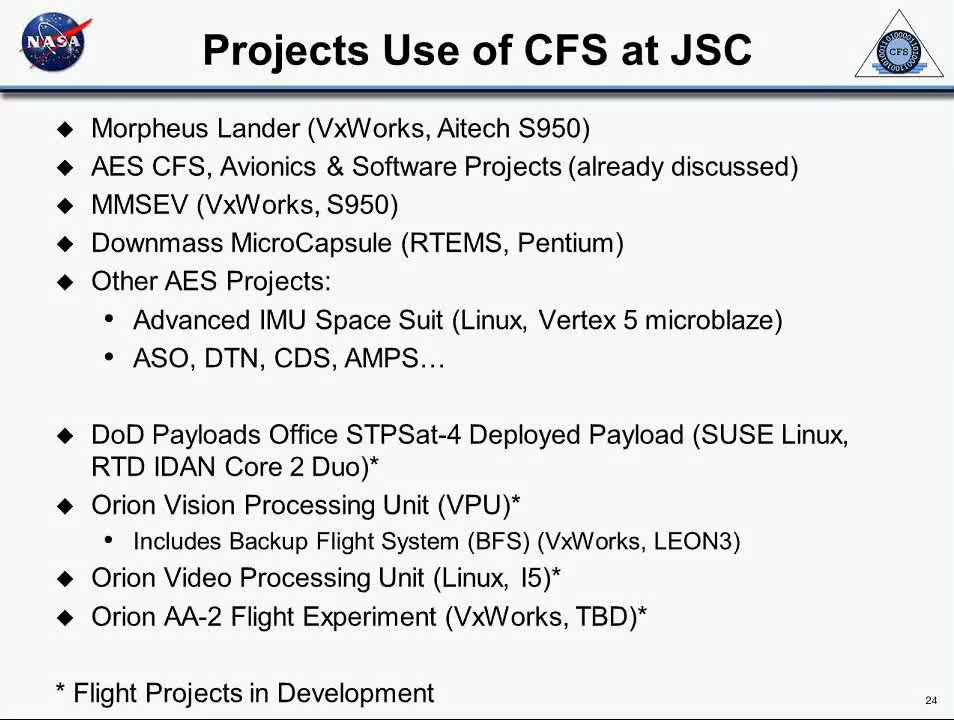 NASA
Projects Use of CFS at JSC
CFS
◆ Morpheus Lander (VxWorks, Aitech S950)
◆ AES CFS, Avionics & Software Projects (already discussed)
◆ MMSEV (VxWorks, S950)
◆ Downmass MicroCapsule (RTEMS, Pentium)
◆ Other AES Projects:
• Advanced IMU Space Suit (Linux, Vertex 5 microblaze)
• ASO, DTN, CDS, AMPS…
◆ DoD Payloads Office STPSat-4 Deployed Payload (SUSE Linux,
RTD IDAN Core 2 Duo)*
◆ Orion Vision Processing Unit (VPU)*
• Includes Backup Flight System (BFS) (VxWorks, LEON3)
◆ Orion Video Processing Unit (Linux, I5)*
◆ Orion AA-2 Flight Experiment (VxWorks, TBD)*
* Flight Projects in Development
24